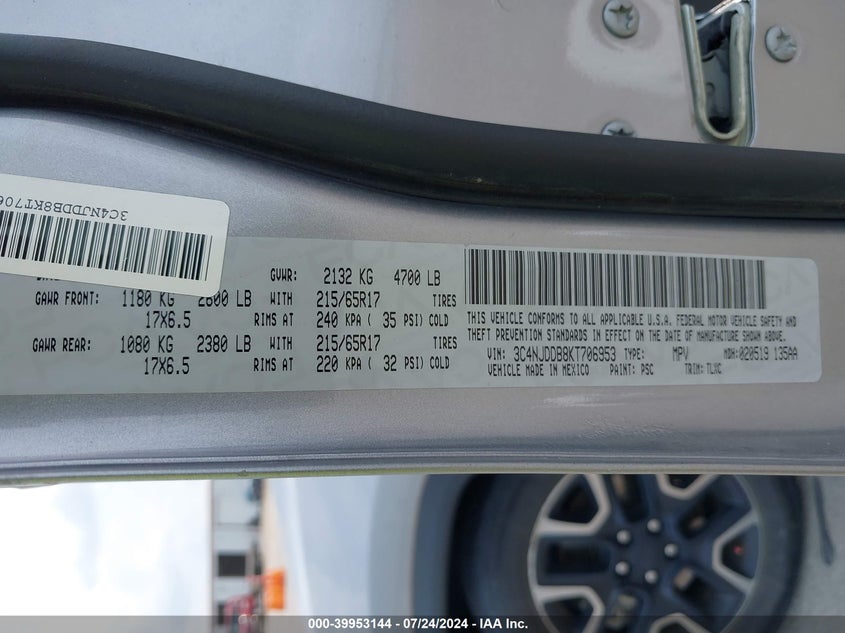 3C4NJDDB8KT706
GVWR: 2132 KG 4700 LB
GAWR FRONT: 1180 KG 2600 LB WITH 215/65R17 TIRES
17X6.5 RIMS AT 240 KPA ( 35 PSI) COLD
GAWR REAR: 1080 KG 2380 LB WITH 215/65R17 TIRES
17X6.5 RIMS AT 220 KPA ( 32 PSI) COLD
THIS VEHICLE CONFORMS TO ALL APPLICABLE U.S.A. FEDERAL MOTOR VEHICLE SAFETY AND
THEFT PREVENTION STANDARDS IN EFFECT ON THE DATE OF MANUFACTURE SHOWN ABOVE.
VIN: 3C4NJDDB8KT706953 TYPE: MPV MDH: 020519 135AA
VEHICLE MADE IN MEXICO PAINT: PSC TRIM: TLXC
000-39953144 - 07/24/2024 - IAA Inc.